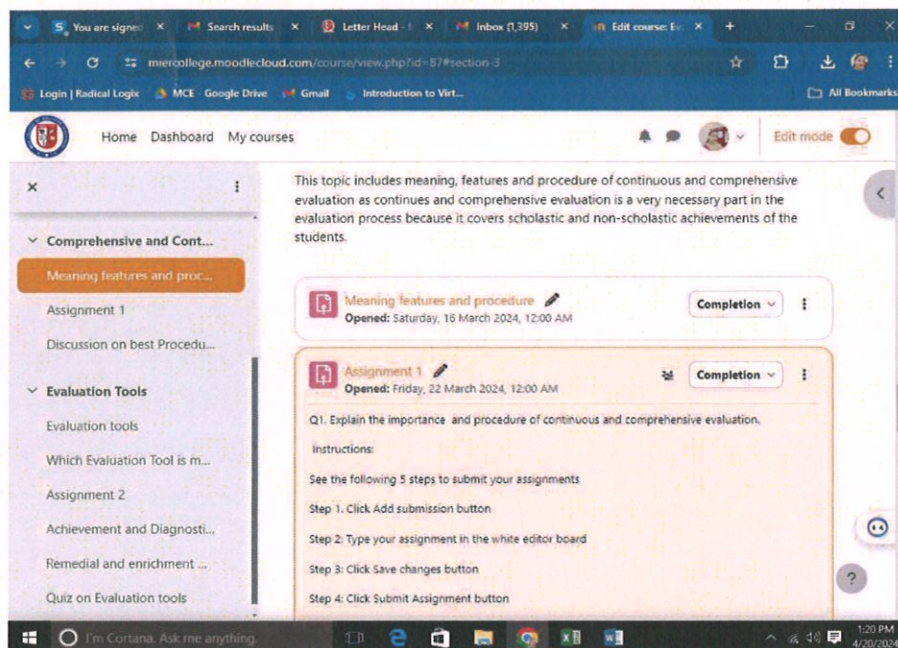 You are signed
Search results
Letter Head -
Inbox (1,395)
Edit course: Ev
miercollege.moodlecloud.com/course/view.php?id=87#section-3
Login | Radical Logix
MCE - Google Drive
Gmail
Introduction to Virt...
All Bookmarks
Home
Dashboard
My courses
Edit mode
Comprehensive and Cont...
Meaning features and proc...
Assignment 1
Discussion on best Procedu...
Evaluation Tools
Evaluation tools
Which Evaluation Tool is m...
Assignment 2
Achievement and Diagnosti...
Remedial and enrichment ...
Quiz on Evaluation tools
This topic includes meaning, features and procedure of continuous and comprehensive
evaluation as continues and comprehensive evaluation is a very necessary part in the
evaluation process because it covers scholastic and non-scholastic achievements of the
students.
Meaning features and procedure
Completion
Opened: Saturday, 16 March 2024, 12:00 AM
Assignment 1
Completion
Opened: Friday, 22 March 2024, 12:00 AM
Q1. Explain the importance and procedure of continuous and comprehensive evaluation.
Instructions:
See the following 5 steps to submit your assignments
Step 1. Click Add submission button
Step 2: Type your assignment in the white editor board
Step 3: Click Save changes button
Step 4: Click Submit Assignment button
?
I'm Cortana. Ask me anything.
1:20 PM
4/20/2024